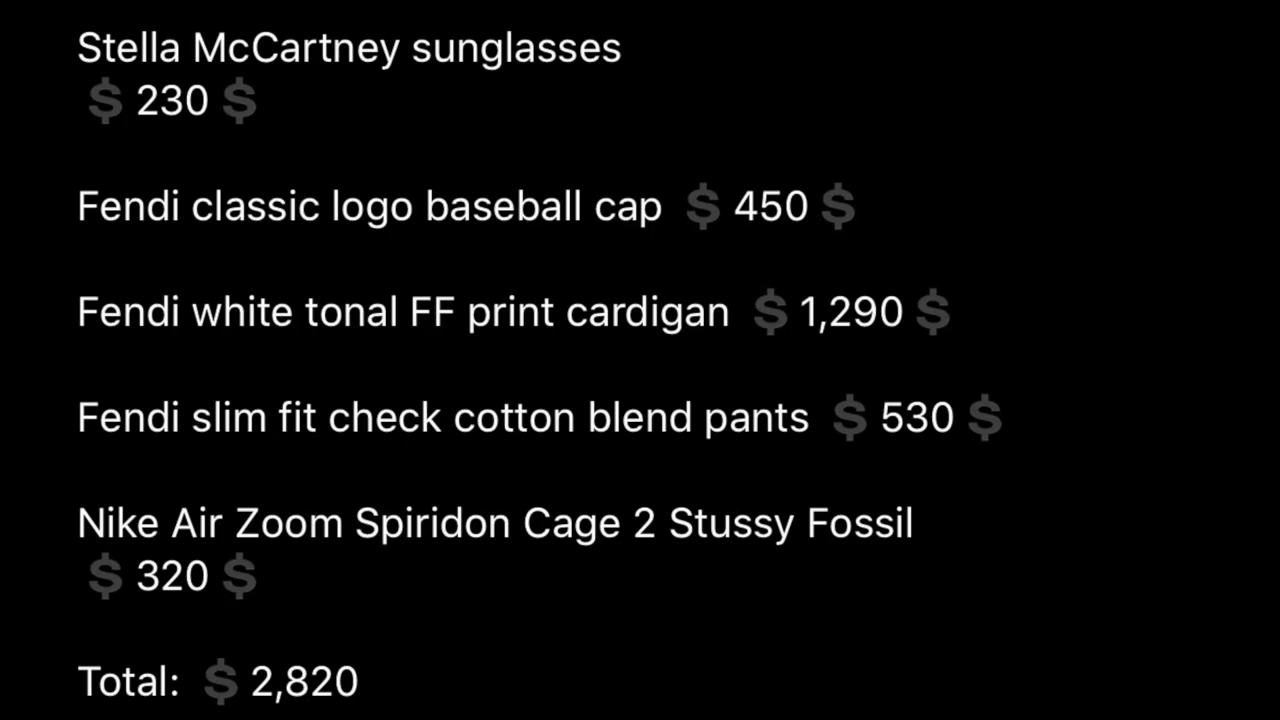 Stella McCartney sunglasses
💲230💲
Fendi classic logo baseball cap 💲450💲
Fendi white tonal FF print cardigan 💲1,290💲
Fendi slim fit check cotton blend pants 💲530💲
Nike Air Zoom Spiridon Cage 2 Stussy Fossil
💲320💲
Total: 💲2,820